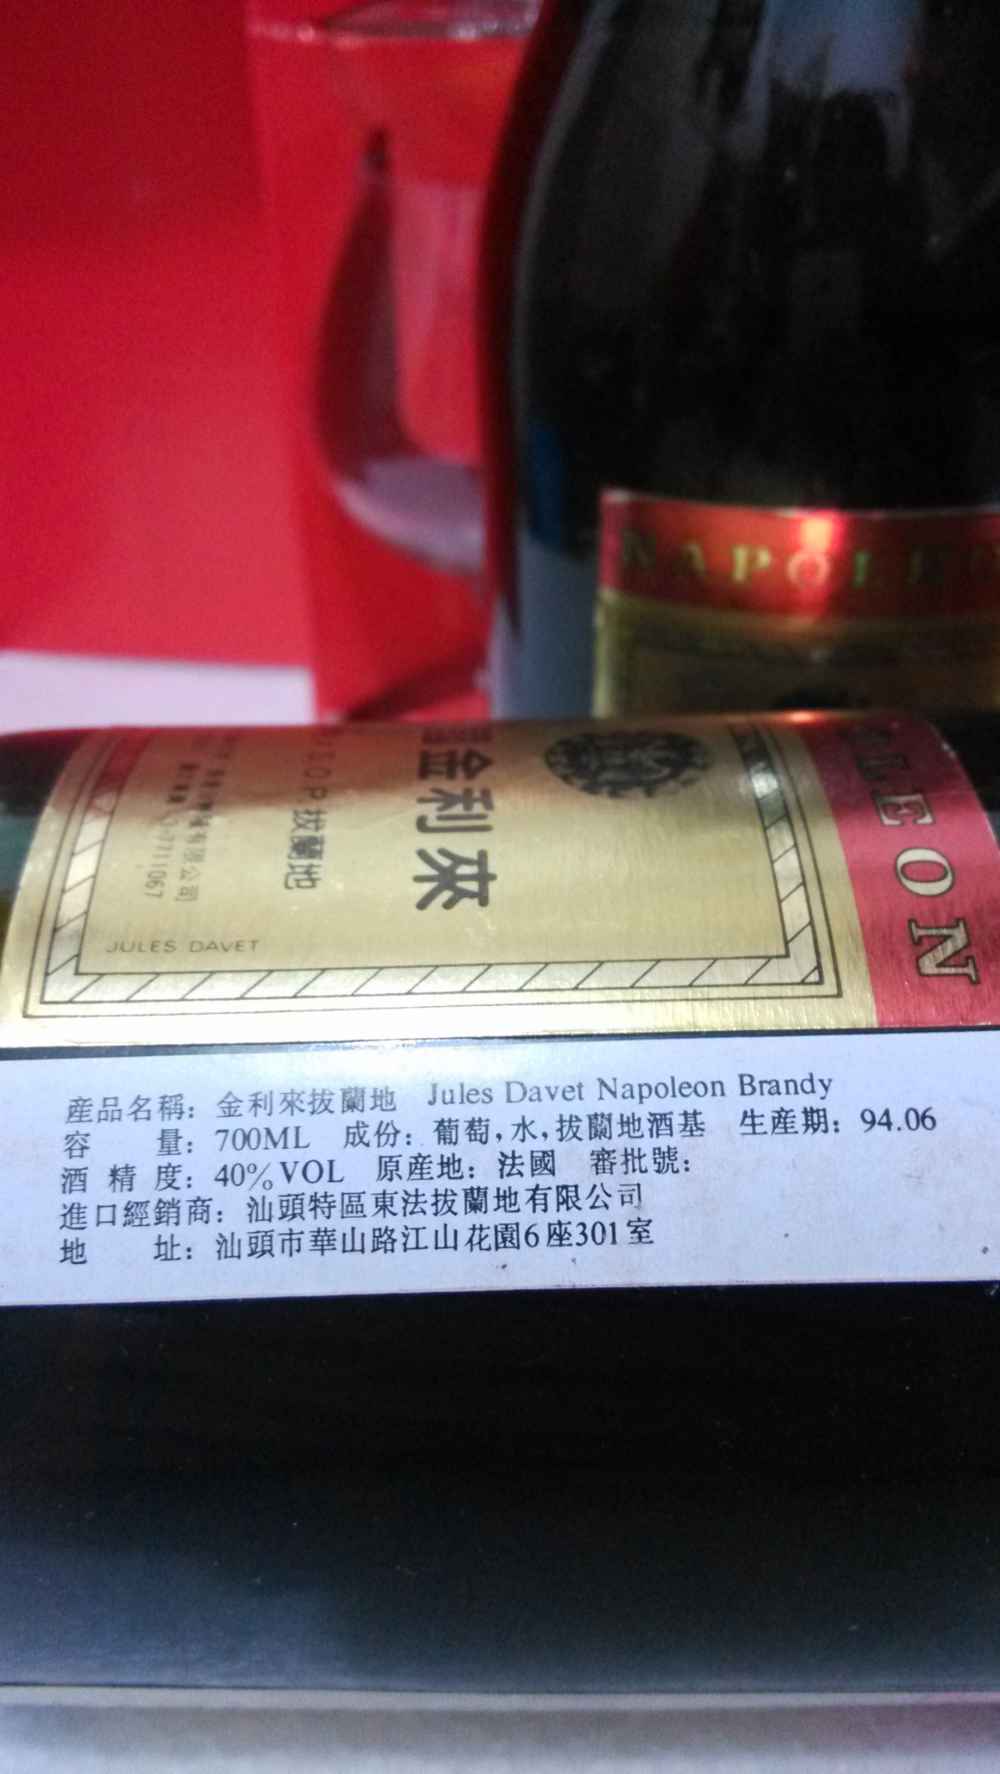 NAPOLEO
LEON
金利來
V.S.O.P 拔蘭地
JULES DAVET
産品名稱：金利來拔蘭地 Jules Davet Napoleon Brandy
容 量：700ML 成份：葡萄，水，拔蘭地酒基 生産期：94.06
酒 精 度：40%VOL 原産地：法國 審批號：
進口經銷商：汕頭特區東法拔蘭地有限公司
地 址：汕頭市華山路江山花園6座301室